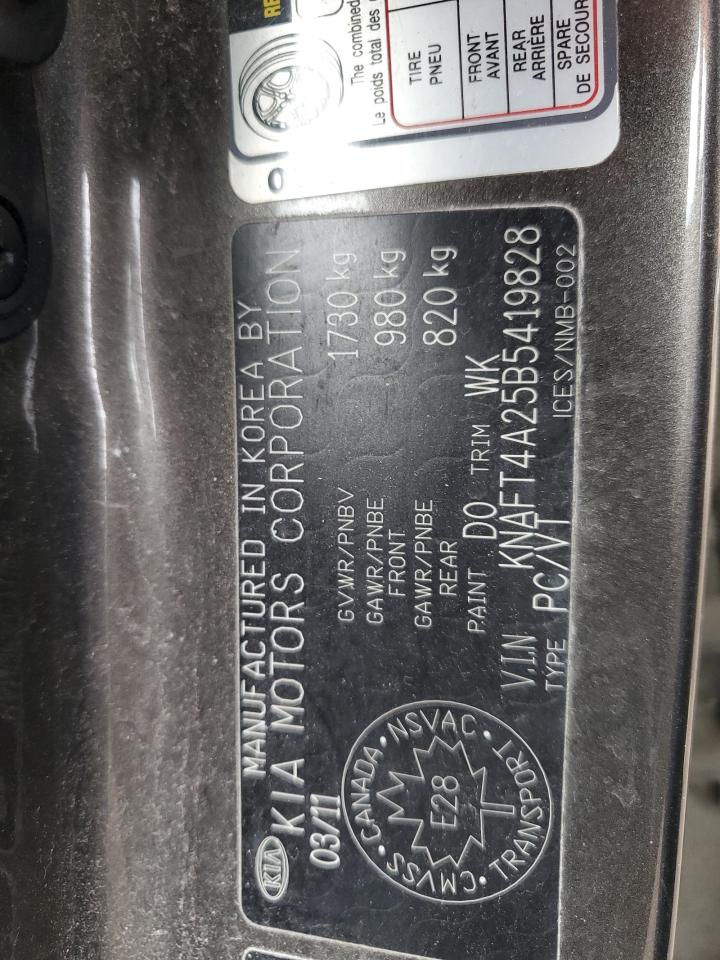 RE
The combined
Le poids total des
TIRE
PNEU
FRONT
AVANT
REAR
ARRIÈRE
SPARE
DE SECOURS
MANUFACTURED IN KOREA BY
KIA KIA MOTORS CORPORATION
03/11
GVWR/PNBV 1730 kg
GAWR/PNBE 980 kg
FRONT
GAWR/PNBE 820 kg
REAR
PAINT D0 TRIM WK
V.I.N KNAFT4A25B5419828
TYPE PC/VT ICES/NMB-002
CMVSS • CANADA • NSVAC • TRANSPORT •
E28